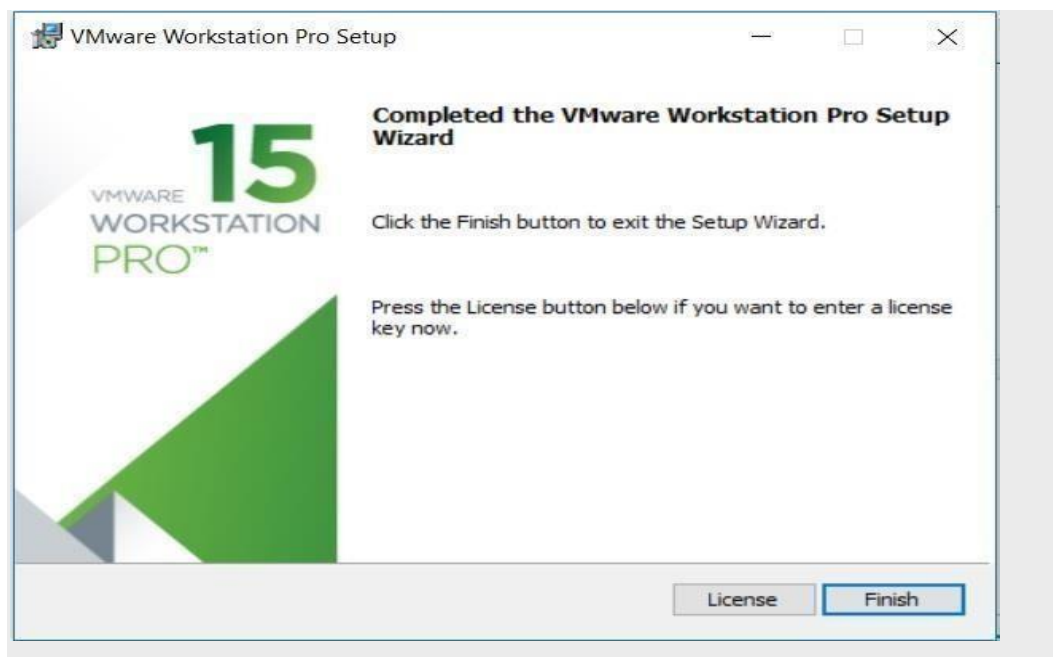 VMware Workstation Pro Setup
15
VMWARE
WORKSTATION
PRO™
Completed the VMware Workstation Pro Setup
Wizard
Click the Finish button to exit the Setup Wizard.
Press the License button below if you want to enter a license
key now.
License
Finish